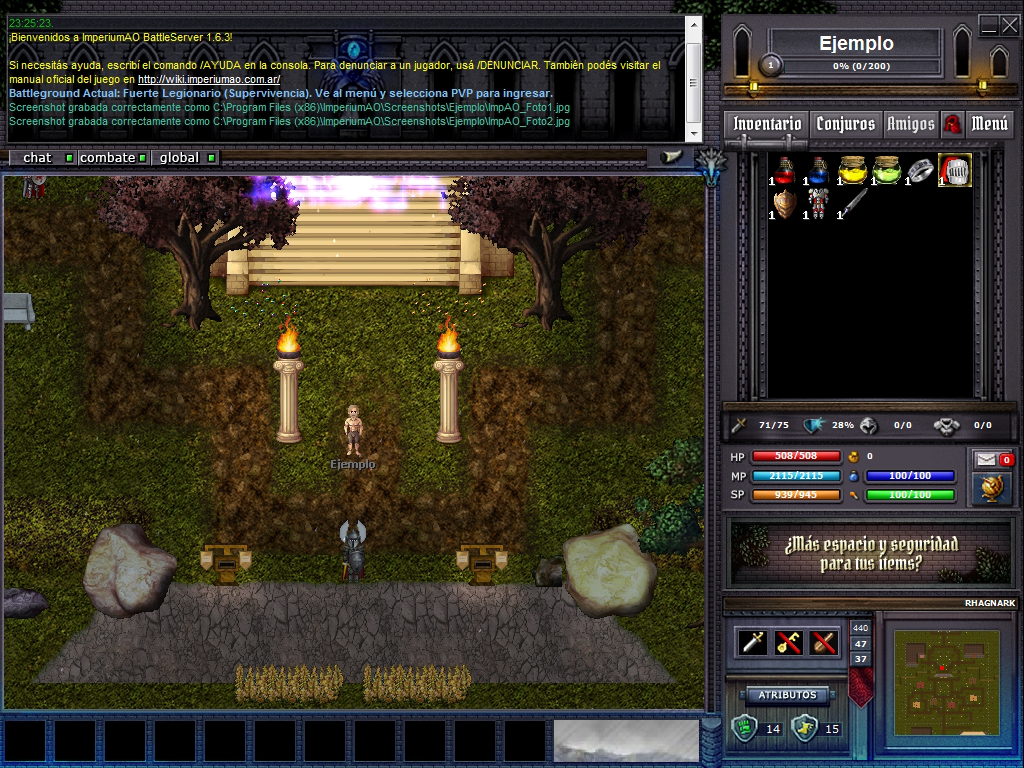 23:25:23.
¡Bienvenidos a ImperiumAO BattleServer 1.6.3!
Si necesitás ayuda, escribí el comando /AYUDA en la consola. Para denunciar a un jugador, usá /DENUNCIAR. También podés visitar el
manual oficial del juego en http://wiki.imperiumao.com.ar/
Battleground Actual: Fuerte Legionario (Supervivencia). Ve al menú y selecciona PVP para ingresar.
Screenshot grabada correctamente como C:\Program Files (x86)\ImperiumAO\Screenshots\Ejemplo\ImpAO_Foto1.jpg
Screenshot grabada correctamente como C:\Program Files (x86)\ImperiumAO\Screenshots\Ejemplo\ImpAO_Foto2.jpg
chat combate global
Ejemplo
1 0% (0/200)
Inventario Conjuros Amigos Menú
1 1 1 1 1 1
1 1 1
71/75 28% 0/0 0/0
HP 508/508 0
MP 2115/2115 100/100
SP 939/945 100/100
0
¿Más espacio y seguridad
para tus ítems?
RHAGNARK
440
47
37
ATRIBUTOS
14 15
Ejemplo